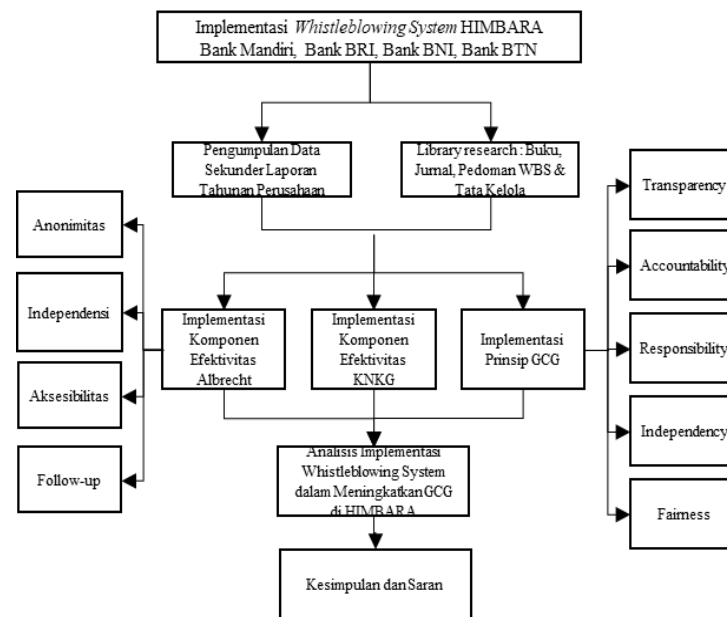 Implementasi Whistleblowing System HIMBARA
Bank Mandiri, Bank BRI, Bank BNI, Bank BTN
Pengumpulan Data
Sekunder Laporan
Tahunan Perusahaan
Library research : Buku,
Jurnal, Pedoman WBS &
Tata Kelola
Transparency
Anonimitas
Accountability
Independensi
Implementasi
Komponen
Efektivitas
Albrecht
Implementasi
Komponen
Efektivitas
KNKG
Implementasi
Prinsip GCG
Responsibility
Aksesibilitas
Independency
Follow-up
Analisis Implementasi
Whistleblowing System
dalam Meningkatkan GCG
di HIMBARA
Fairness
Kesimpulan dan Saran